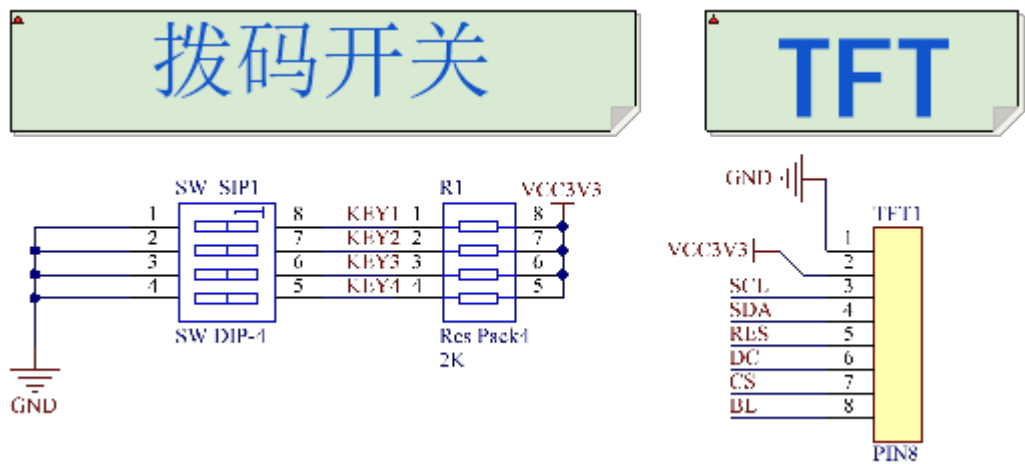 拨码开关
TFT
SW_SIP1
R1
VCC3V3
1 8 KEY1 1 8
2 7 KEY2 2 7
3 6 KEY3 3 6
4 5 KEY4 4 5
SW DIP-4
Res Pack4
2K
GND
GND
TFT1
1
VCC3V3 2
SCL 3
SDA 4
RES 5
DC 6
CS 7
BL 8
PIN8